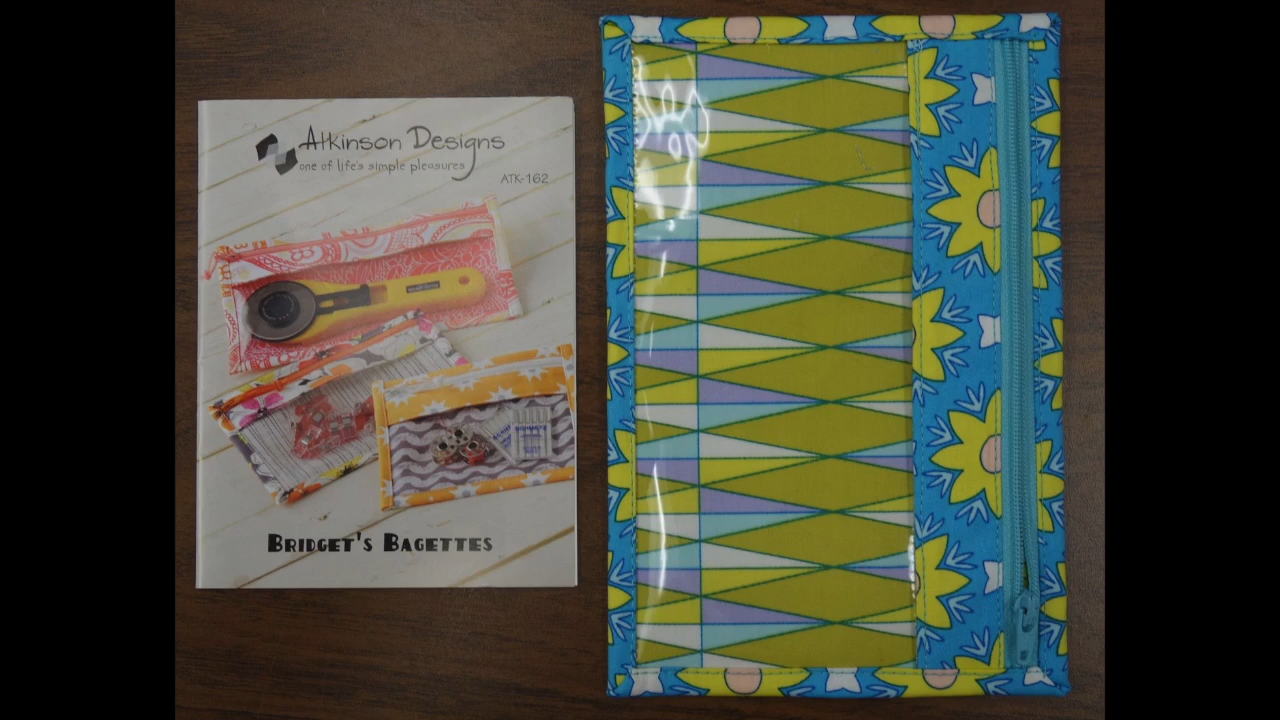 Atkinson Designs
one of life's simple pleasures
ATK-162
BRIDGET'S BAGETTES